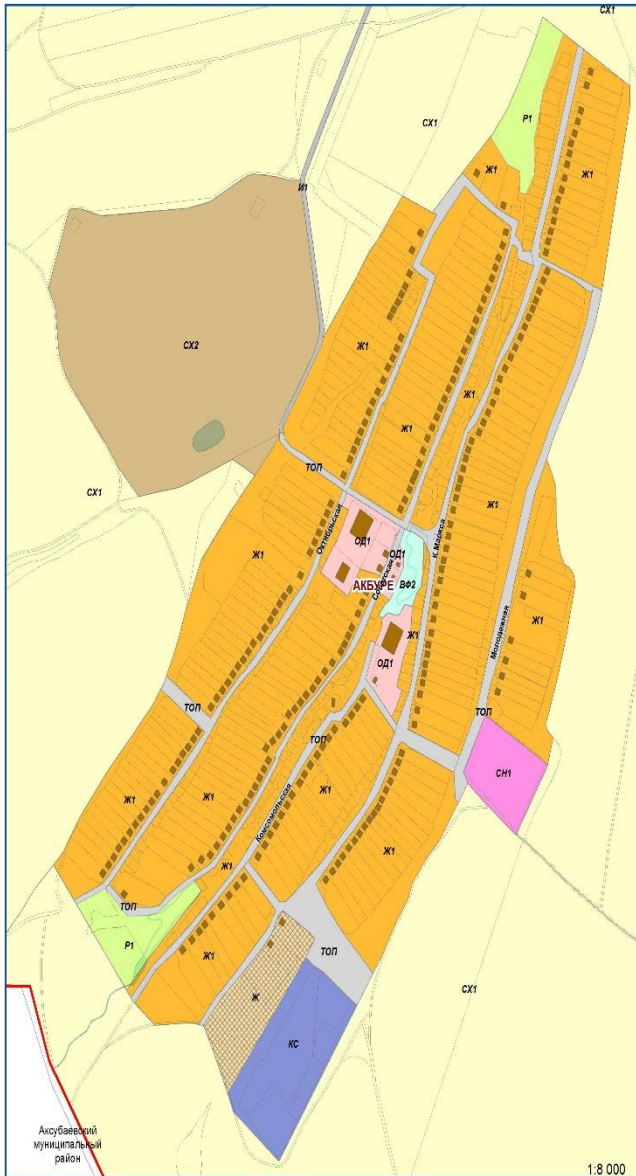 СХ1
Р1
СХ1
Ж1
Ж1
И1
СХ2
Ж1
Ж1
Ж1
ТОП
СХ1
Ж1
Октябрьская
ОД1
ОД1
К.Маркса
Ж1
АКБУРЕ
Советская
ВФ2
Ж1
ОД1
Молодежная
Ж1
ТОП
ТОП
ТОП
СН1
Ж1
Ж1
Ж1
Комсомольская
Ж1
Ж1
ТОП
Р1
Ж1
ТОП
Ж
КС
СХ1
Аксубаевский
муниципальный
район
1:8 000